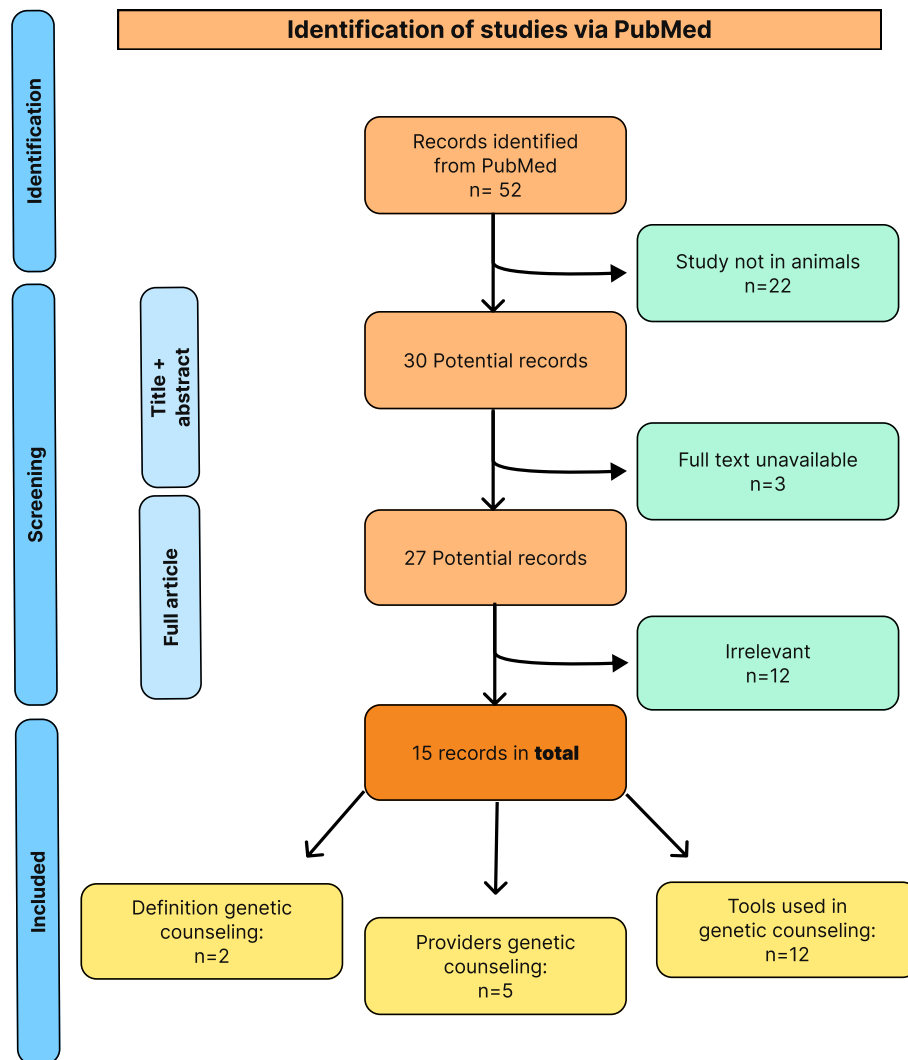 Identification of studies via PubMed
Identification
Records identified
from PubMed
n= 52
Study not in animals
n=22
Screening
Title +
abstract
30 Potential records
Full text unavailable
n=3
Full article
27 Potential records
Irrelevant
n=12
Included
15 records in total
Definition genetic
counseling:
n=2
Providers genetic
counseling:
n=5
Tools used in
genetic counseling:
n=12